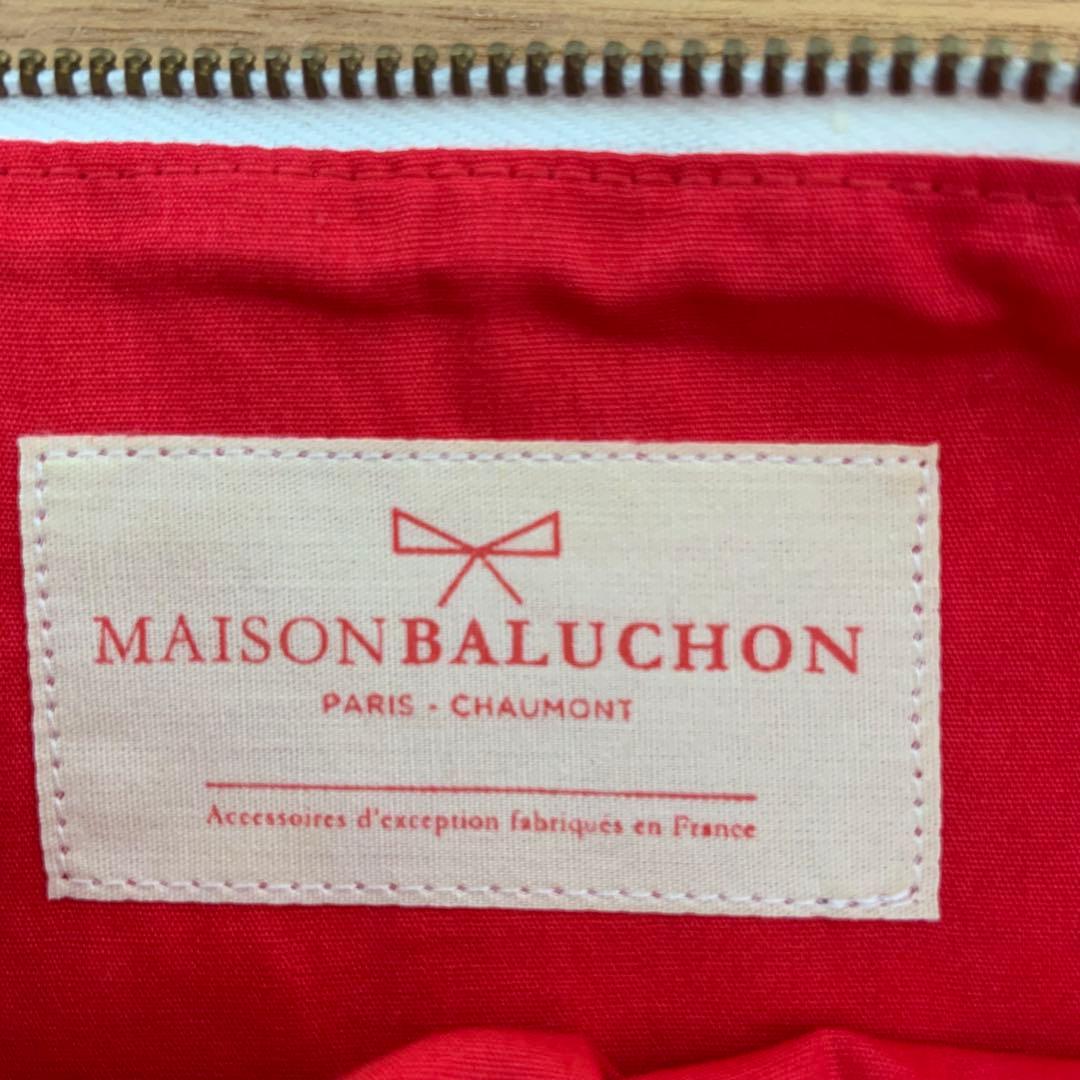 MAISONBALUCHON
PARIS - CHAUMONT
Accessoires d'exception fabriqués en France